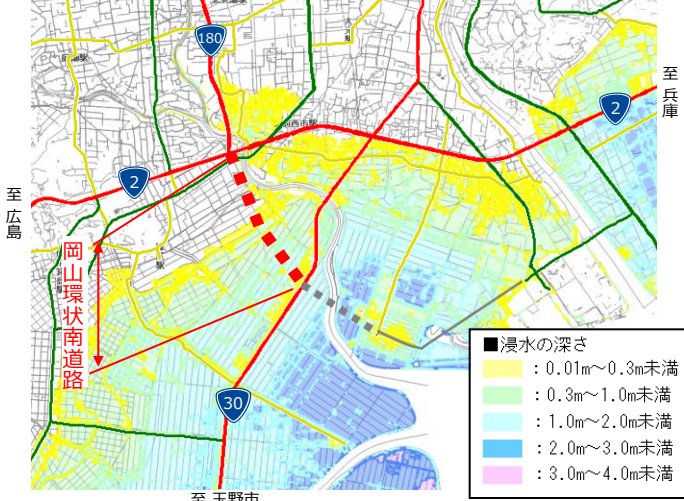 180
至 兵庫
2
2
至 広島
岡山環状南道路
30
至 玉野市
■浸水の深さ
：0.01m～0.3m未満
：0.3m～1.0m未満
：1.0m～2.0m未満
：2.0m～3.0m未満
：3.0m～4.0m未満